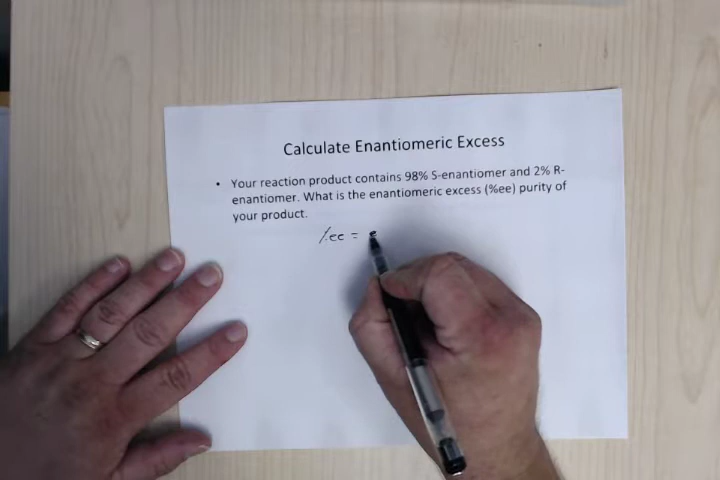 Calculate Enantiomeric Excess
• Your reaction product contains 98% S-enantiomer and 2% R-
enantiomer. What is the enantiomeric excess (%ee) purity of
your product.
%ee = e